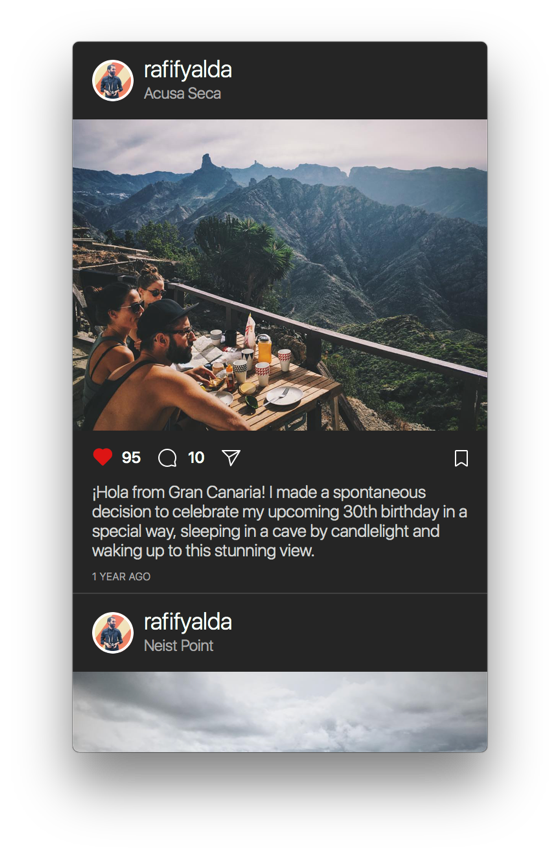 rafifyalda
Acusa Seca
95 10
¡Hola from Gran Canaria! I made a spontaneous
decision to celebrate my upcoming 30th birthday in a
special way, sleeping in a cave by candlelight and
waking up to this stunning view.
1 YEAR AGO
rafifyalda
Neist Point